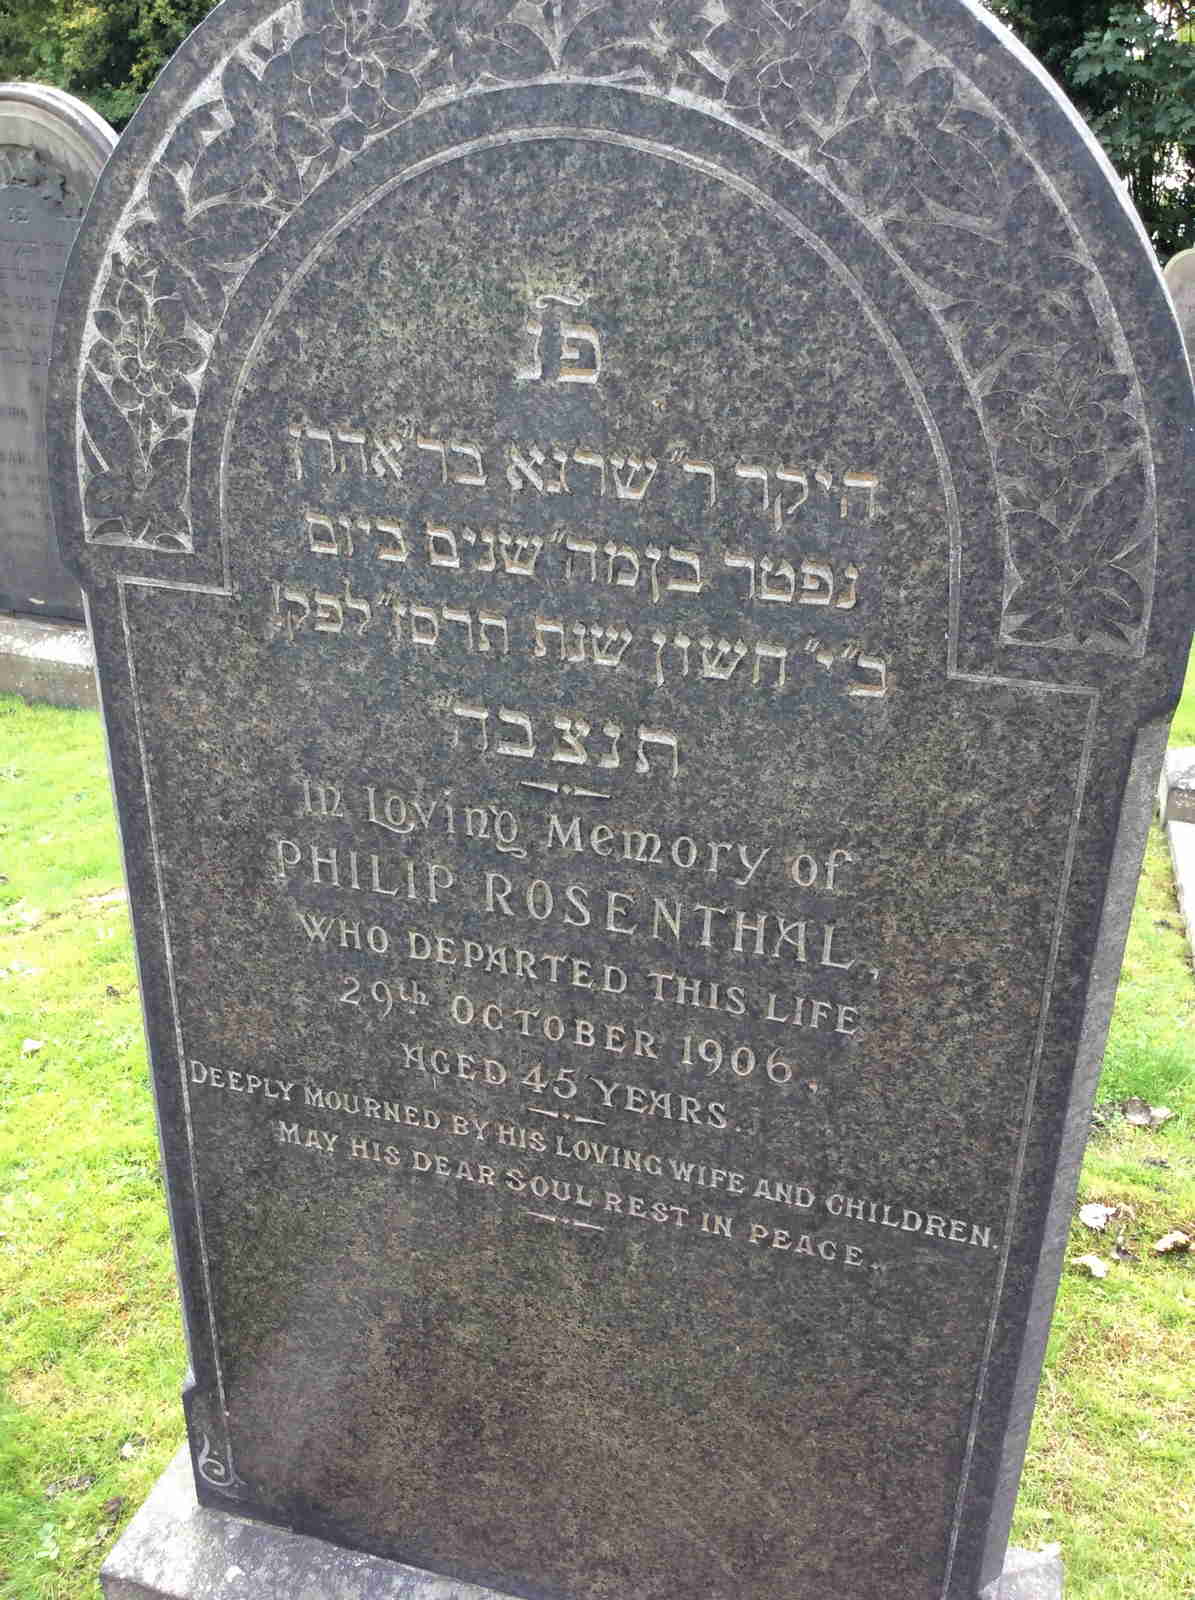 פ״נ
היקר ר״ שרגא בר״אהרן
נפטר בןמה״ שנים ביום
ב״י״ חשון שנת תרסז״לפק!
תנצבה״
In Loving Memory of
PHILIP ROSENTHAL,
WHO DEPARTED THIS LIFE
29th OCTOBER 1906,
AGED 45 YEARS.
DEEPLY MOURNED BY HIS LOVING WIFE AND CHILDREN.
MAY HIS DEAR SOUL REST IN PEACE.